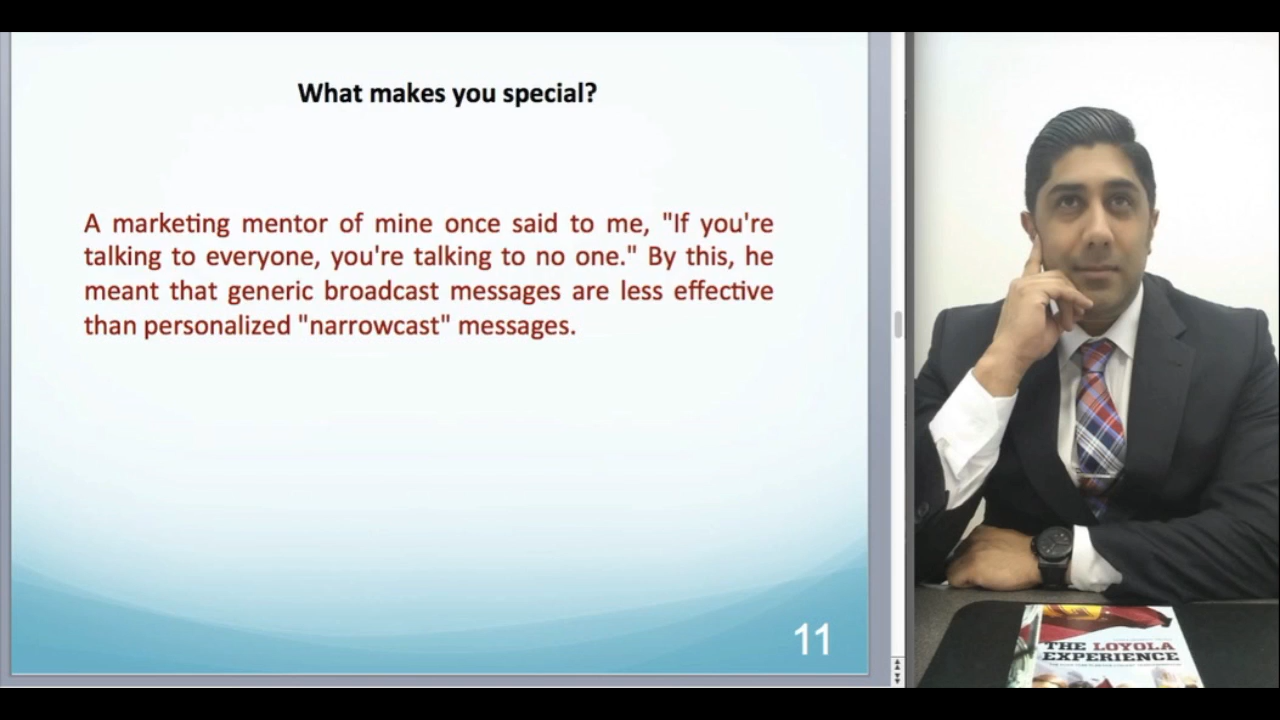 What makes you special?
A marketing mentor of mine once said to me, "If you're
talking to everyone, you're talking to no one." By this, he
meant that generic broadcast messages are less effective
than personalized "narrowcast" messages.
11
THE LOYOLA
EXPERIENCE